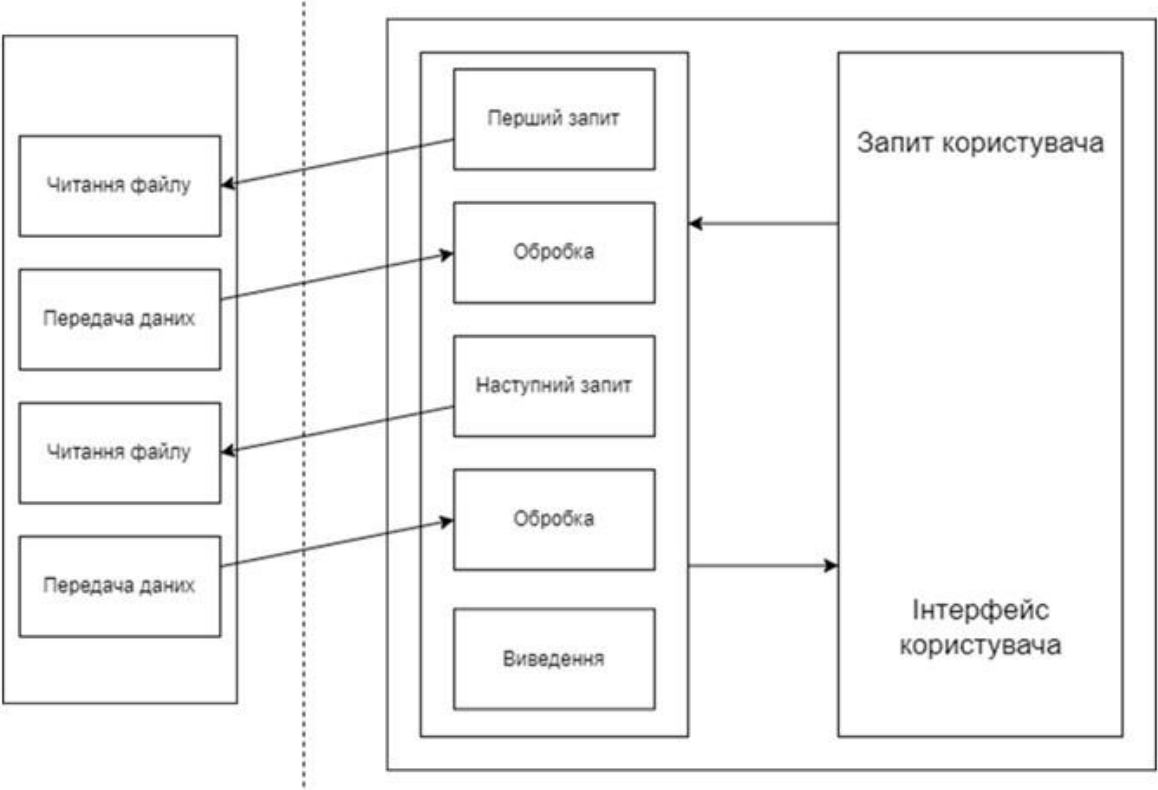 Читання файлу
Передача даних
Читання файлу
Передача даних
Перший запит
Обробка
Наступний запит
Обробка
Виведення
Запит користувача
Інтерфейс
користувача